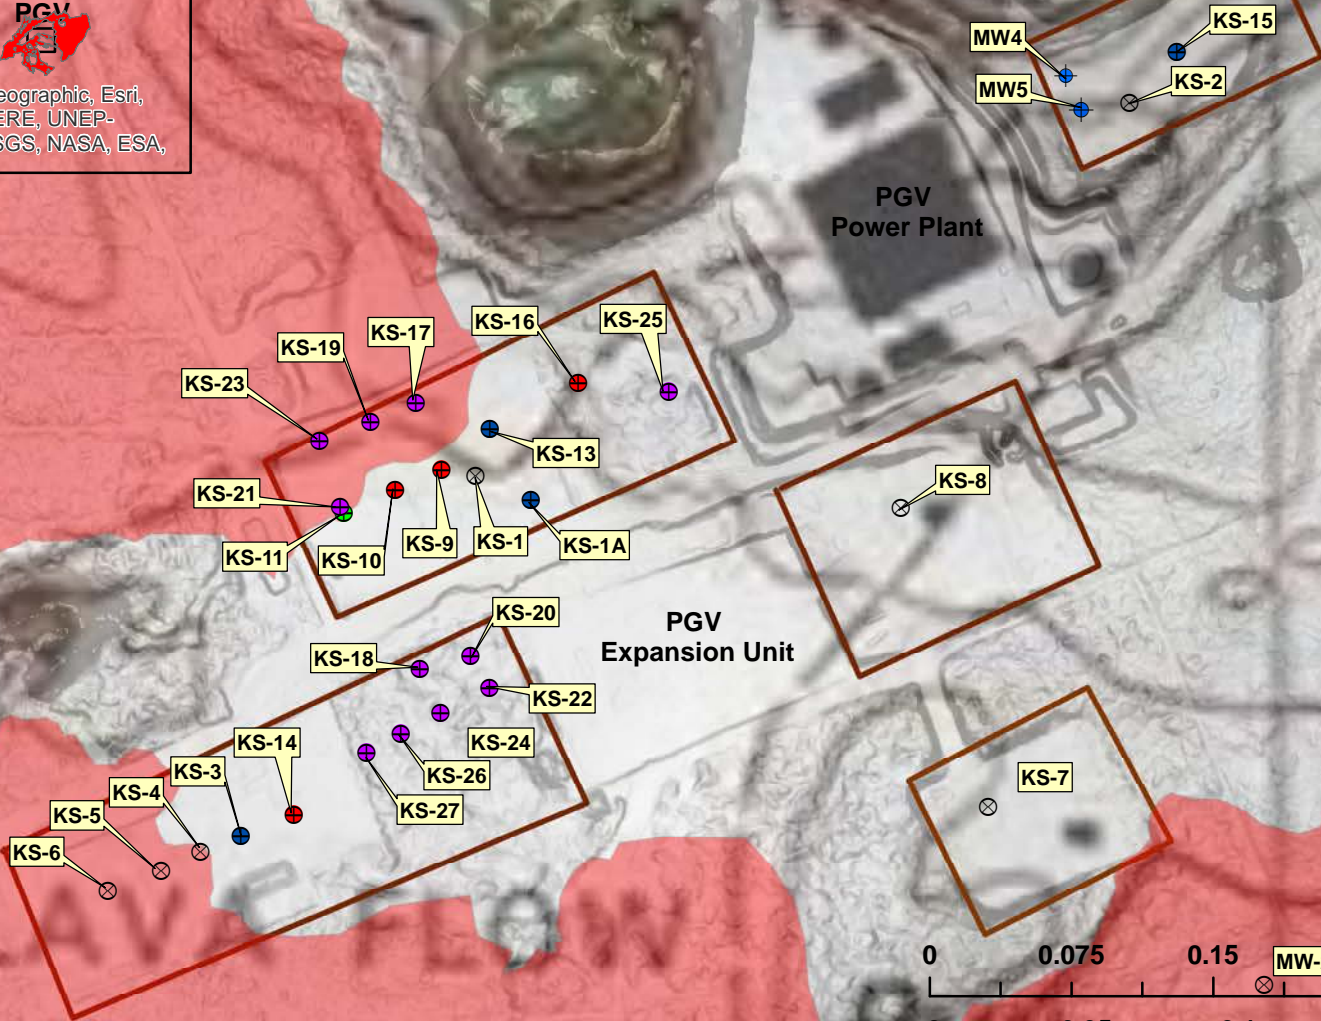 PGV
eographic, Esri,
ERE, UNEP-
SGS, NASA, ESA,
KS-15
MW4
KS-2
MW5
PGV
Power Plant
KS-16
KS-25
KS-17
KS-19
KS-23
KS-13
KS-21
KS-8
KS-11
KS-10
KS-9
KS-1
KS-1A
KS-20
PGV
Expansion Unit
KS-18
KS-22
KS-14
KS-24
KS-3
KS-26
KS-7
KS-4
KS-27
KS-5
KS-6
LAVA FLOW
0 0.075 0.15
MW-